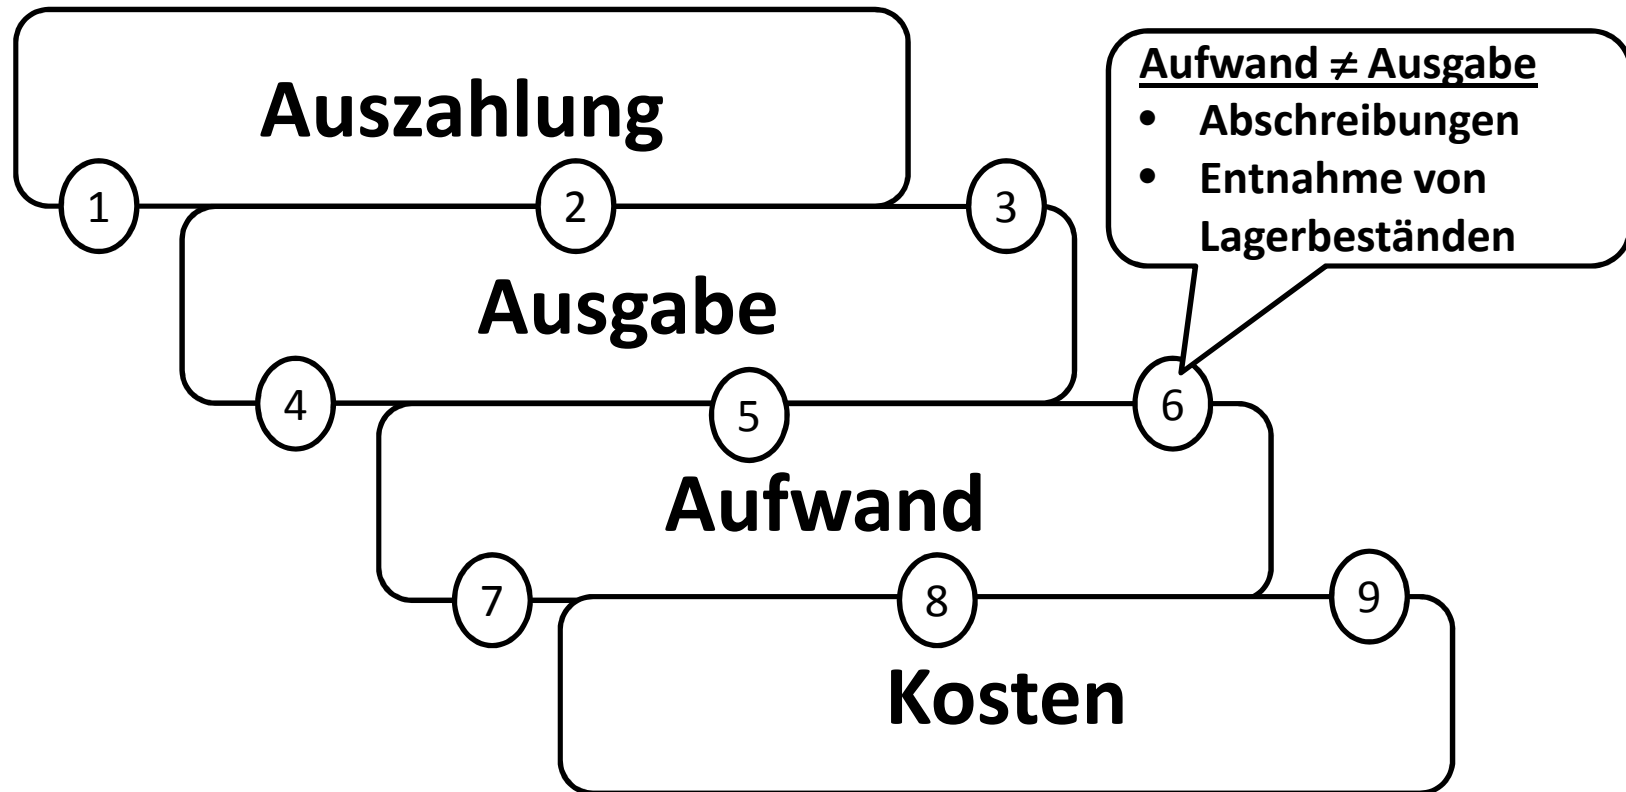 Auszahlung
1
2
3
Aufwand ≠ Ausgabe
• Abschreibungen
• Entnahme von
Lagerbeständen
Ausgabe
4
5
6
Aufwand
7
8
9
Kosten